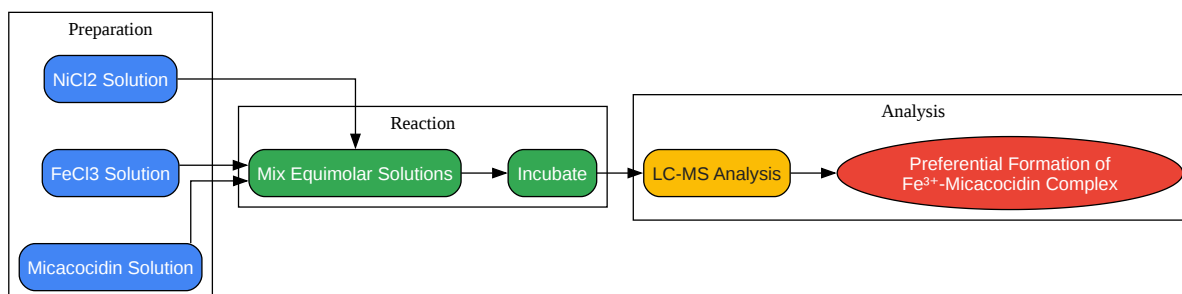 Preparation
NiCl2 Solution
FeCl3 Solution
Micacocidin Solution
Reaction
Mix Equimolar Solutions
Incubate
Analysis
LC-MS Analysis
Preferential Formation of
Fe³⁺-Micacocidin Complex